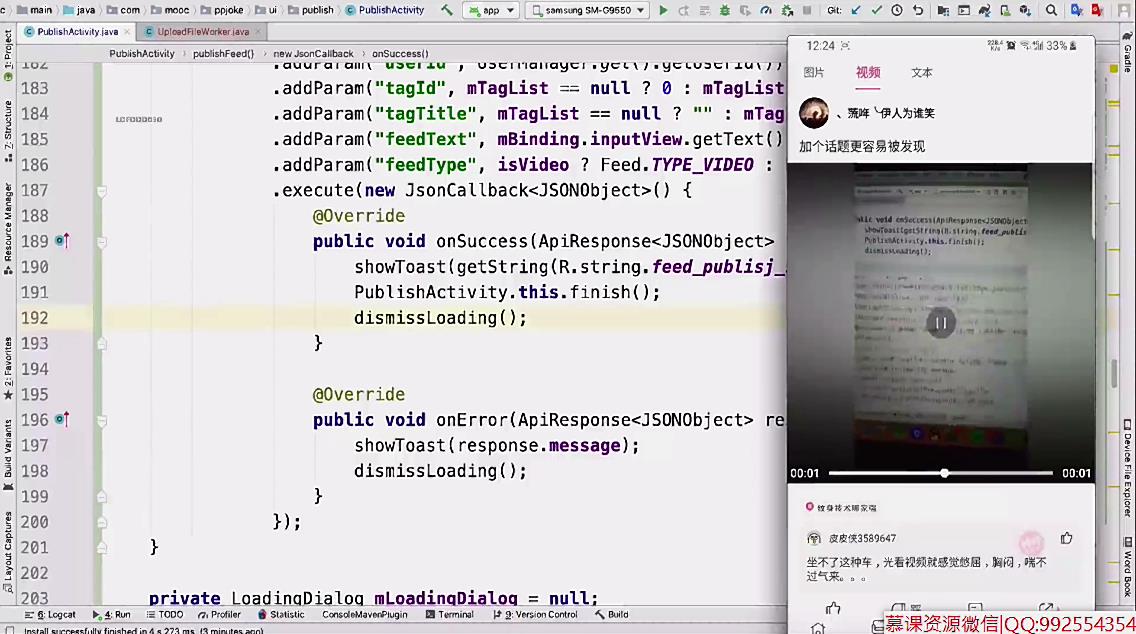 main java com mooc ppjoke ui publish PublishActivity app samsung SM-G9550 Git:
PublishActivity.java UploadFileWorker.java
PublishActivity publishFeed() new JsonCallback onSuccess()
1: Project
7: Structure
Resource Manager
2: Favorites
Build Variants
Layout Captures
182 .addParam("userId", UserManager.get().getUserId())
183 .addParam("tagId", mTagList == null ? 0 : mTagList
184 .addParam("tagTitle", mTagList == null ? "" : mTag
185 .addParam("feedText", mBinding.inputView.getText()
186 .addParam("feedType", isVideo ? Feed.TYPE_VIDEO :
187 .execute(new JsonCallback<JSONObject>() {
188 @Override
189 public void onSuccess(ApiResponse<JSONObject>
190 showToast(getString(R.string.feed_publisj_
191 PublishActivity.this.finish();
192 dismissLoading();
193 }
194
195 @Override
196 public void onError(ApiResponse<JSONObject> re
197 showToast(response.message);
198 dismissLoading();
199 }
200 });
201 }
202
203 private LoadingDialog mLoadingDialog = null;
12:24 33%
图片 视频 文本
伊人为谁笑
加个话题更容易被发现
public void onSuccess(ApiResponse<JSONObject
showToast(getString(R.string.feed_publis
PublishActivity.this.finish();
dismissLoading();
00:01 00:01
纹身技术哪家强
皮皮侠3589647
坐不了这种车，光看视频就感觉憋屈，胸闷，喘不
过气来。。。
Gradle
Device File Explorer
Word Book
6: Logcat 4: Run TODO Profiler Statistic ConsoleMavenPlugin Terminal 9: Version Control Build
Install successfully finished in 4 s 273 ms. (3 minutes ago)
慕课资源微信|QQ:992554354